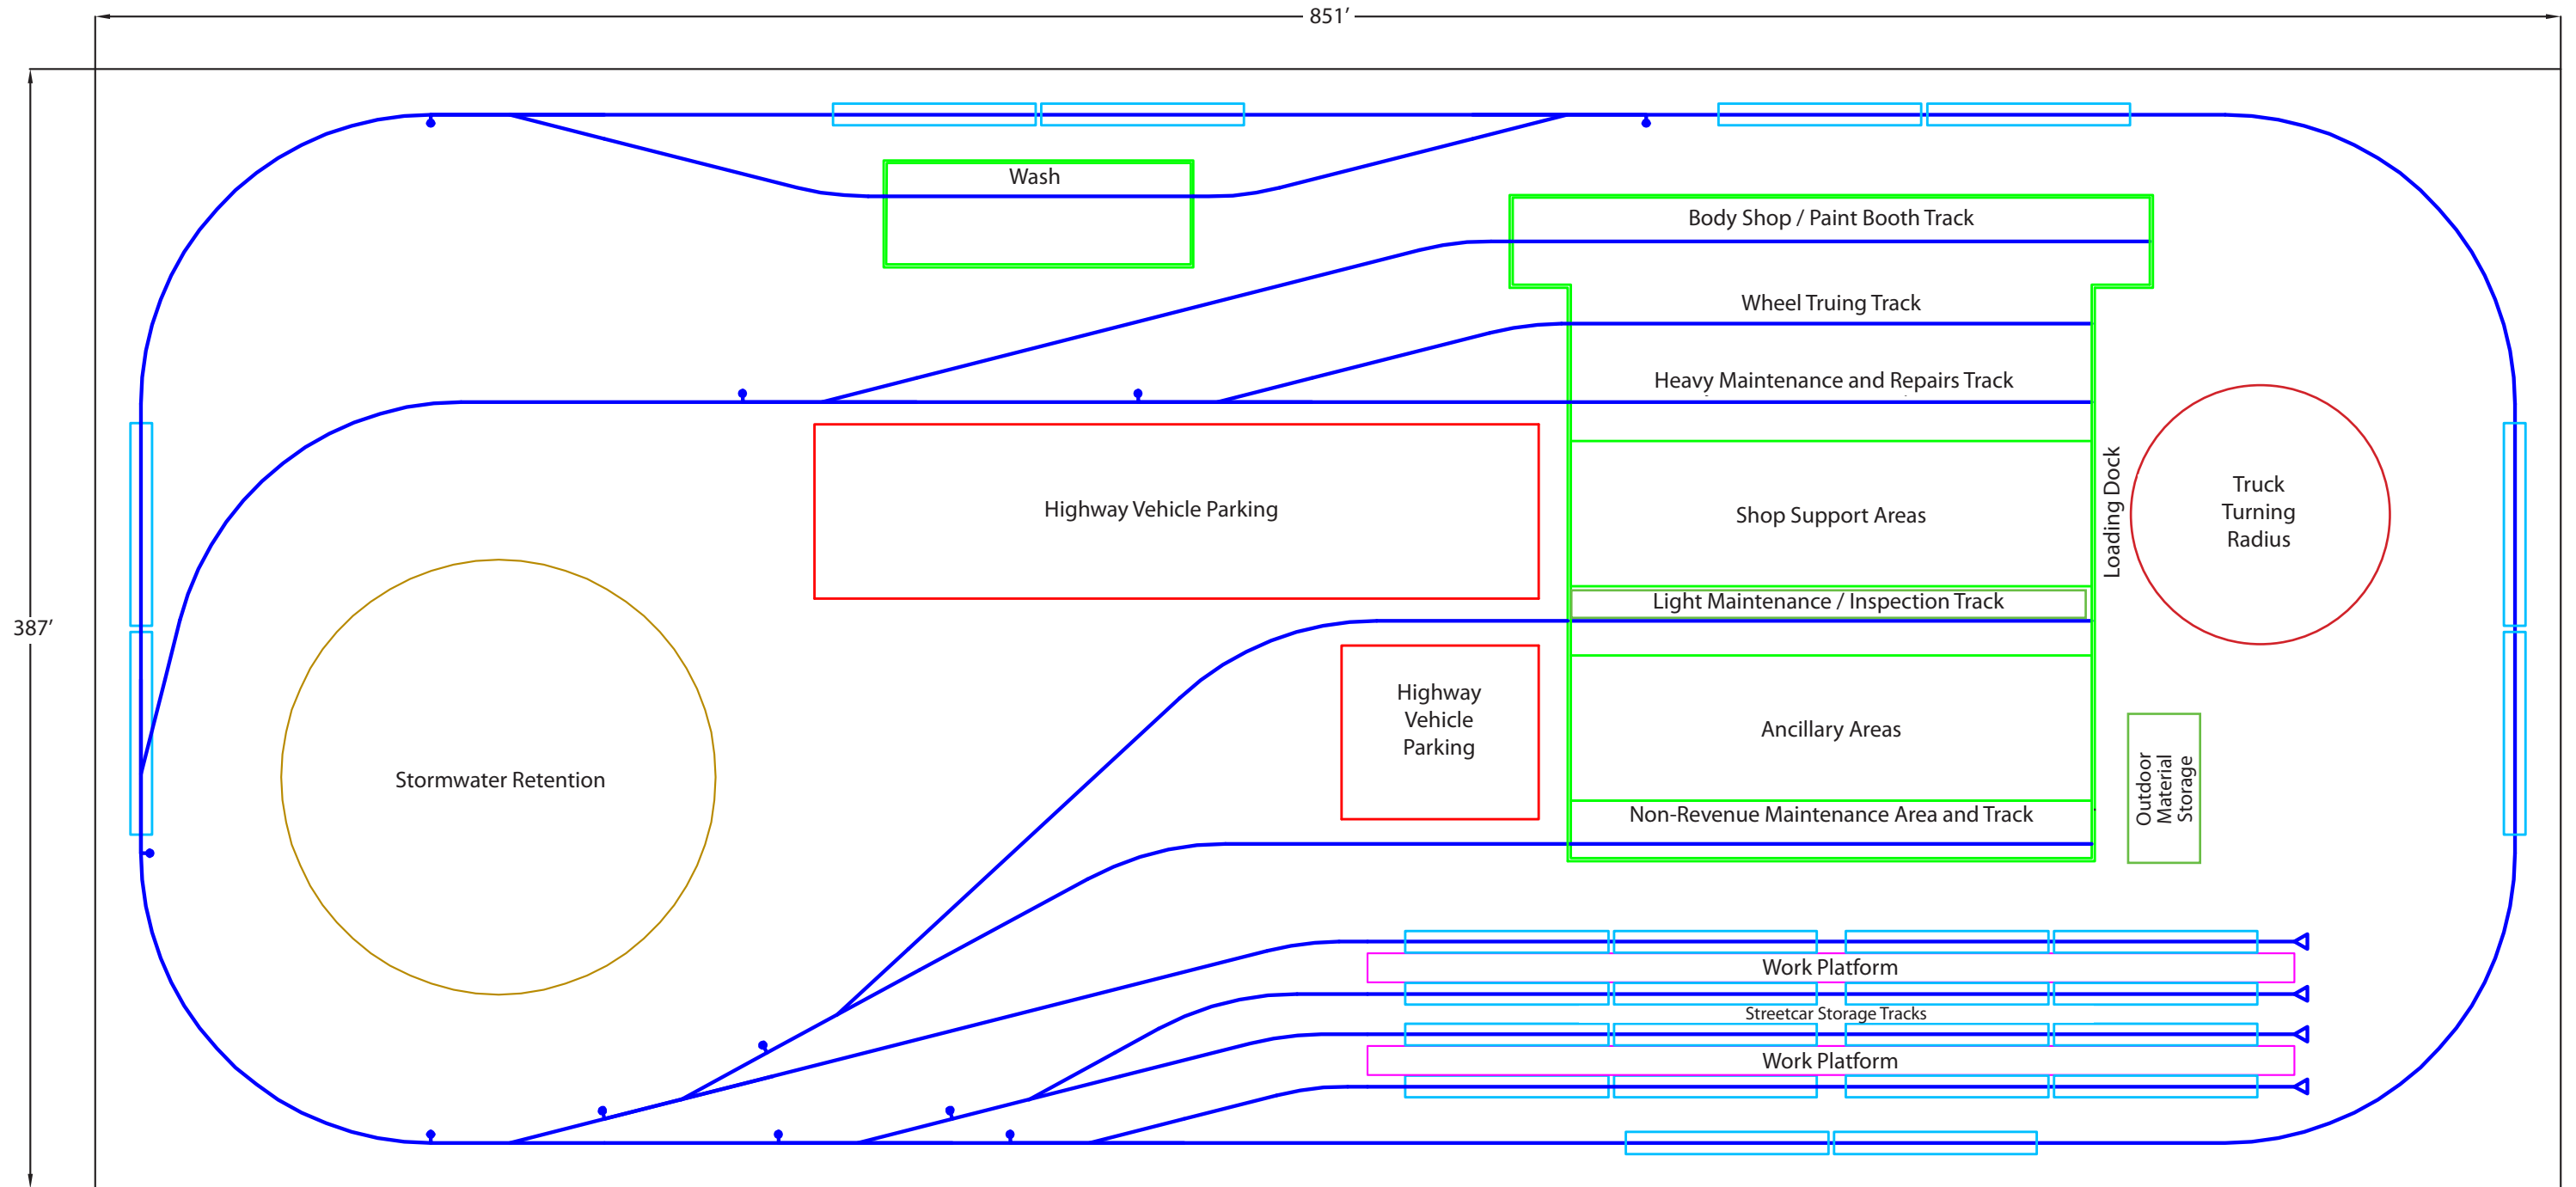 851’
Wash
Body Shop / Paint Booth Track
Wheel Truing Track
Heavy Maintenance and Repairs Track
Highway Vehicle Parking
Shop Support Areas
Loading Dock
Truck
Turning
Radius
Light Maintenance / Inspection Track
387’
Highway
Vehicle
Parking
Ancillary Areas
Stormwater Retention
Outdoor
Material
Storage
Non-Revenue Maintenance Area and Track
Work Platform
Streetcar Storage Tracks
Work Platform